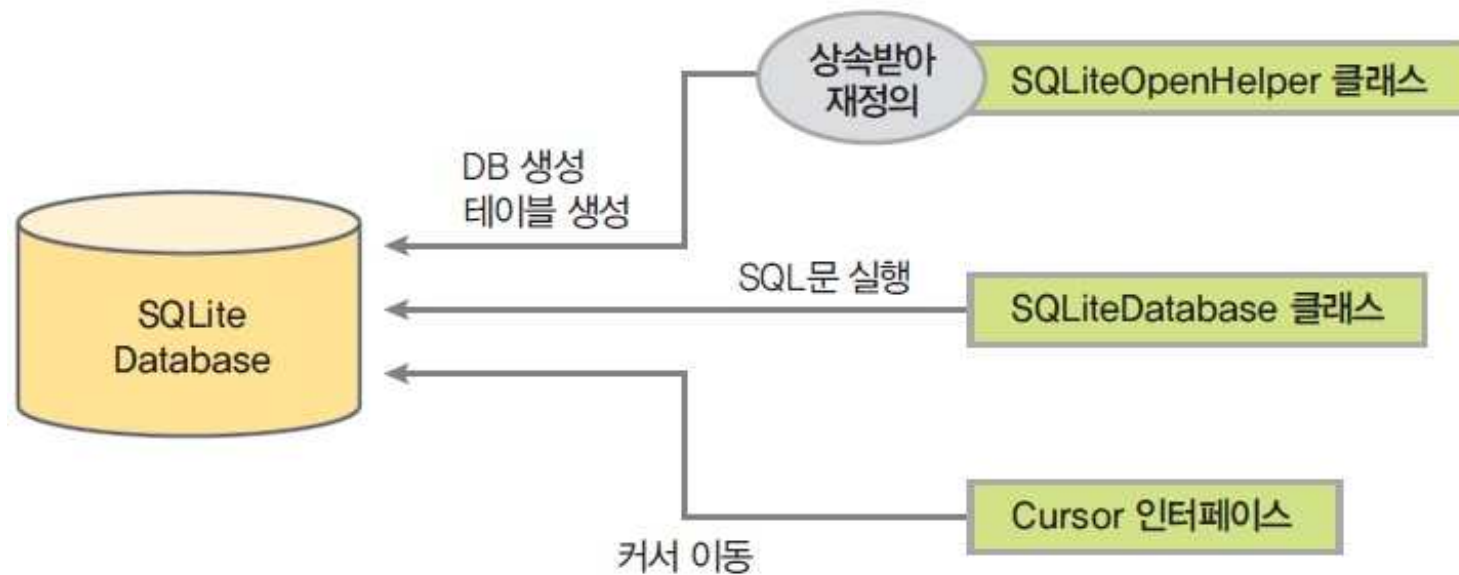 상속받아
재정의
SQLiteOpenHelper 클래스
DB 생성
테이블 생성
SQL문 실행
SQLiteDatabase 클래스
SQLite
Database
Cursor 인터페이스
커서 이동